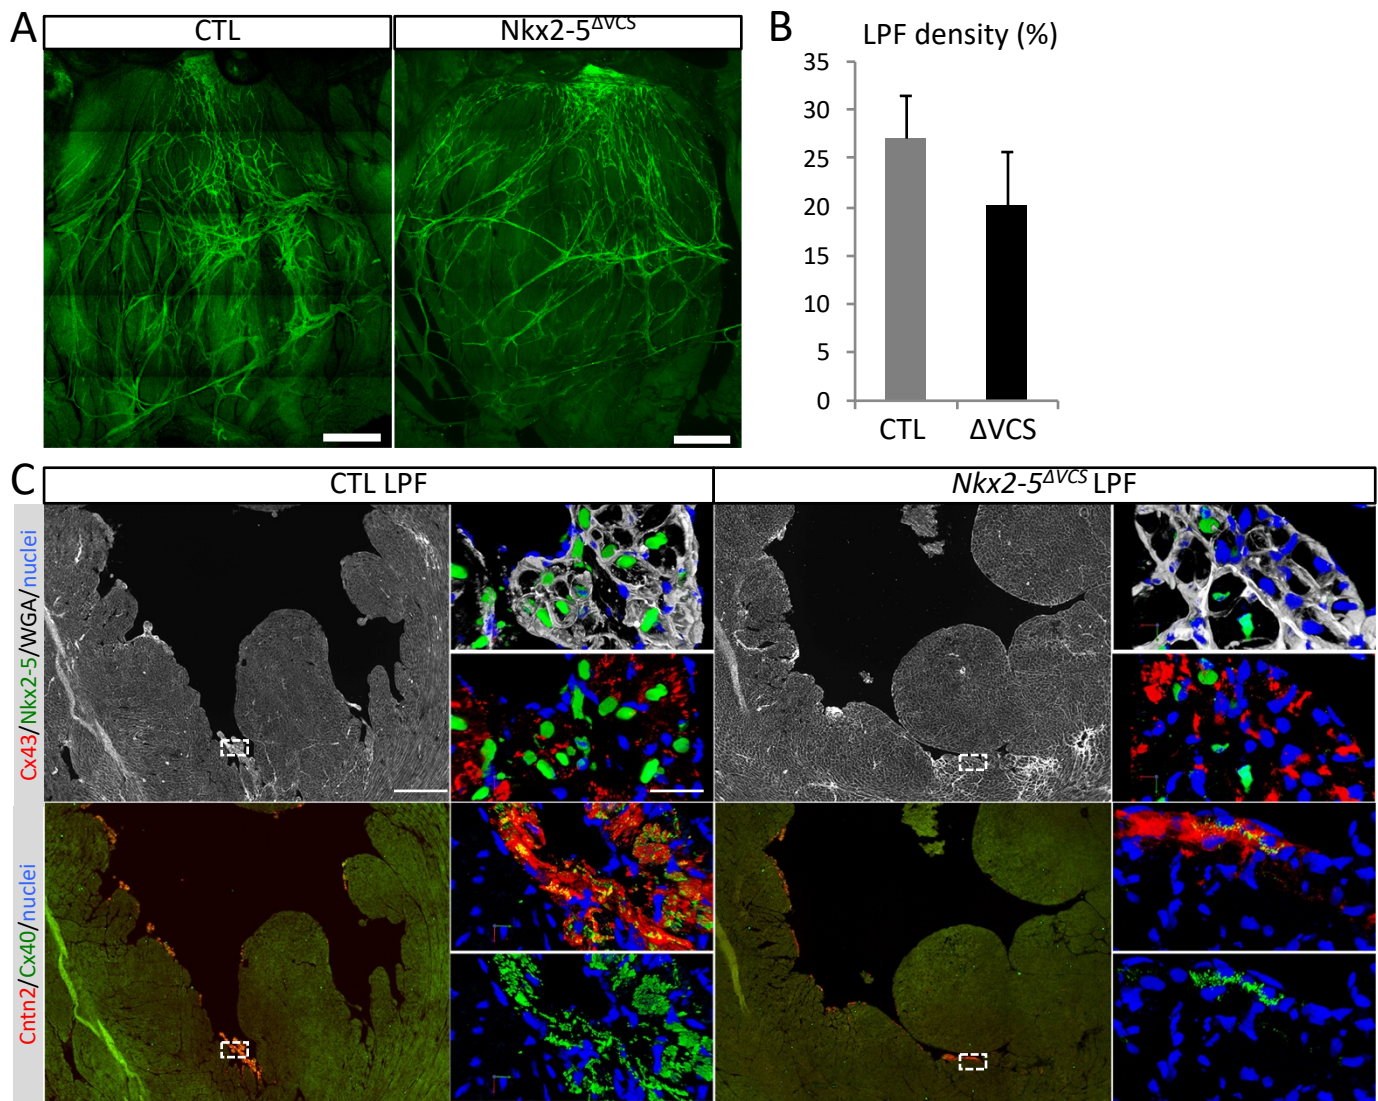 A
CTL
Nkx2-5ΔVCS
B
LPF density (%)
35
30
25
20
15
10
5
0
CTL
ΔVCS
C
CTL LPF
Nkx2-5ΔVCS LPF
Cx43/Nkx2-5/WGA/nuclei
Cntn2/Cx40/nuclei